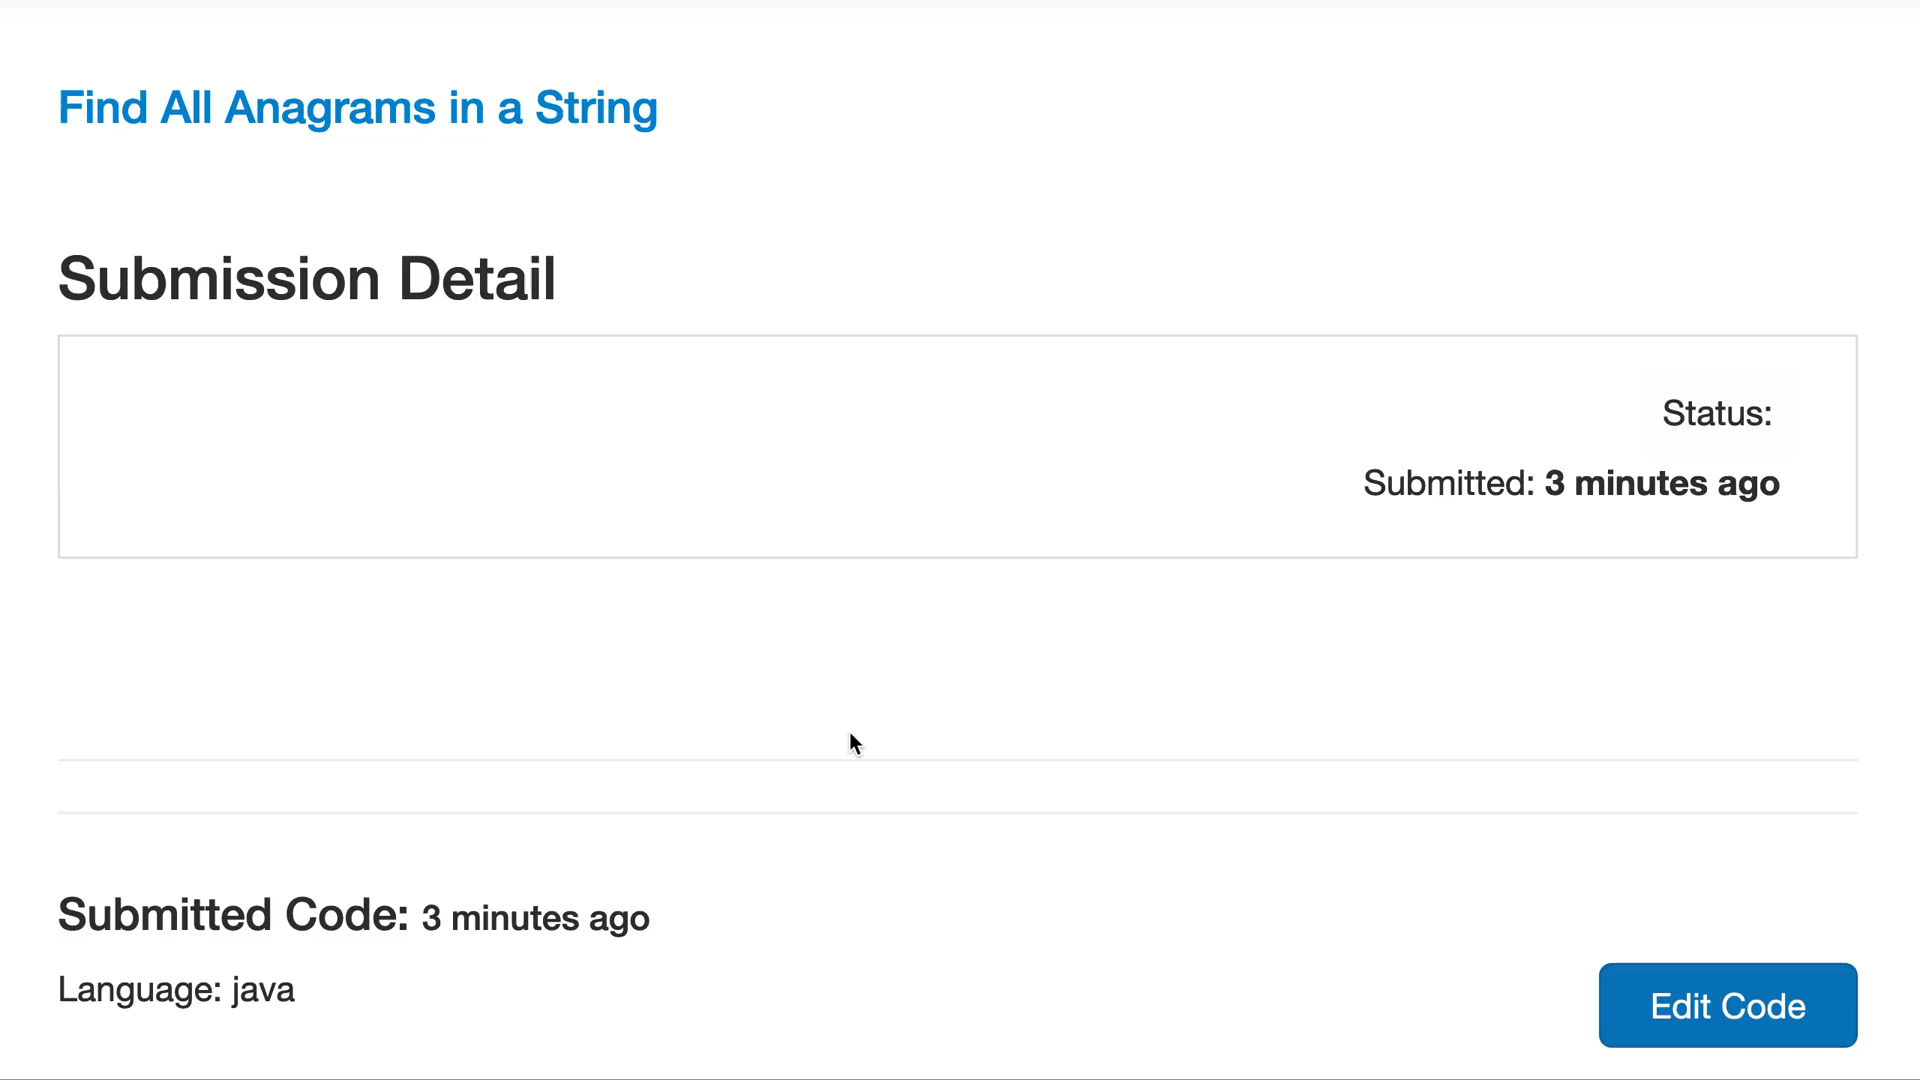 Find All Anagrams in a String
Submission Detail
Status:
Submitted: 3 minutes ago
Submitted Code: 3 minutes ago
Language: java
Edit Code